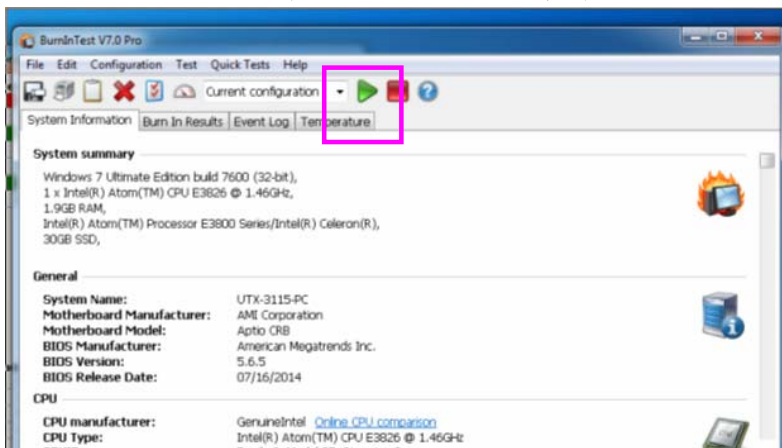 BurnInTest V7.0 Pro
File Edit Configuration Test Quick Tests Help
Current configuration
System Information Burn In Results Event Log Temperature
System summary
Windows 7 Ultimate Edition build 7600 (32-bit),
1 x Intel(R) Atom(TM) CPU E3826 @ 1.46GHz,
1.9GB RAM,
Intel(R) Atom(TM) Processor E3800 Series/Intel(R) Celeron(R),
30GB SSD,
General
System Name: UTX-3115-PC
Motherboard Manufacturer: AMI Corporation
Motherboard Model: Aptio CRB
BIOS Manufacturer: American Megatrends Inc.
BIOS Version: 5.6.5
BIOS Release Date: 07/16/2014
CPU
CPU manufacturer: GenuineIntel Online CPU comparison
CPU Type: Intel(R) Atom(TM) CPU E3826 @ 1.46GHz